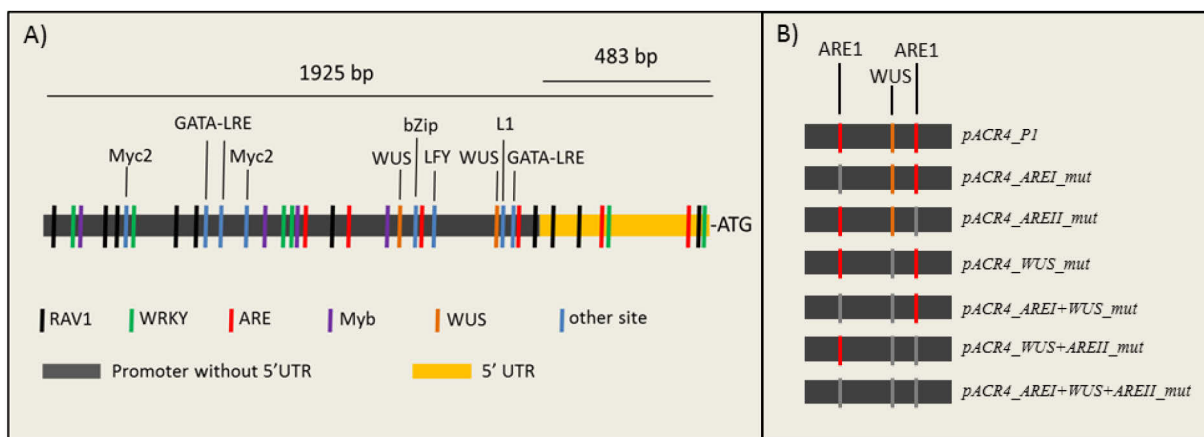 A)
483 bp
1925 bp
GATA-LRE
bZip
L1
Myc2
Myc2
WUS
LFY
WUS
GATA-LRE
-ATG
RAV1
WRKY
ARE
Myb
WUS
other site
Promoter without 5'UTR
5' UTR
B)
ARE1
ARE1
WUS
pACR4_P1
pACR4_AREI_mut
pACR4_AREII_mut
pACR4_WUS_mut
pACR4_AREI+WUS_mut
pACR4_WUS+AREII_mut
pACR4_AREI+WUS+AREII_mut